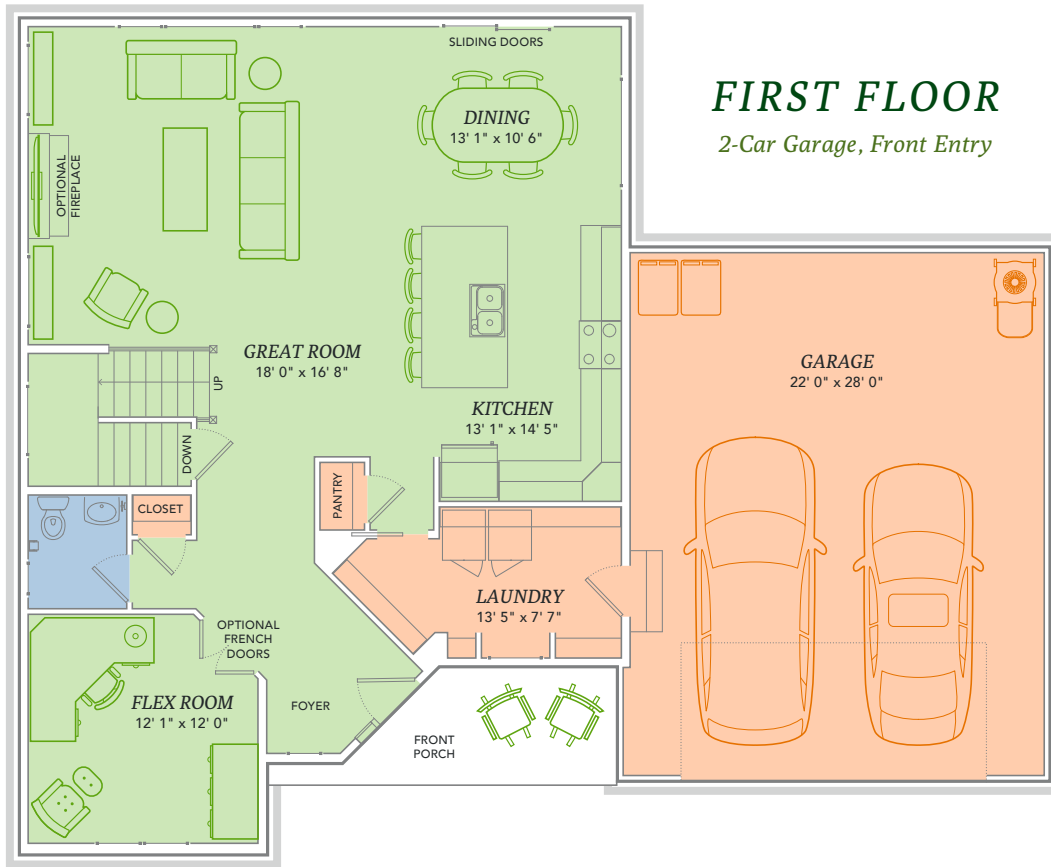 SLIDING DOORS
FIRST FLOOR
2-Car Garage, Front Entry
DINING
13' 1" x 10' 6"
OPTIONAL
FIREPLACE
GREAT ROOM
18' 0" x 16' 8"
GARAGE
22' 0" x 28' 0"
UP
KITCHEN
13' 1" x 14' 5"
DOWN
PANTRY
CLOSET
LAUNDRY
13' 5" x 7' 7"
OPTIONAL
FRENCH
DOORS
FLEX ROOM
12' 1" x 12' 0"
FOYER
FRONT
PORCH